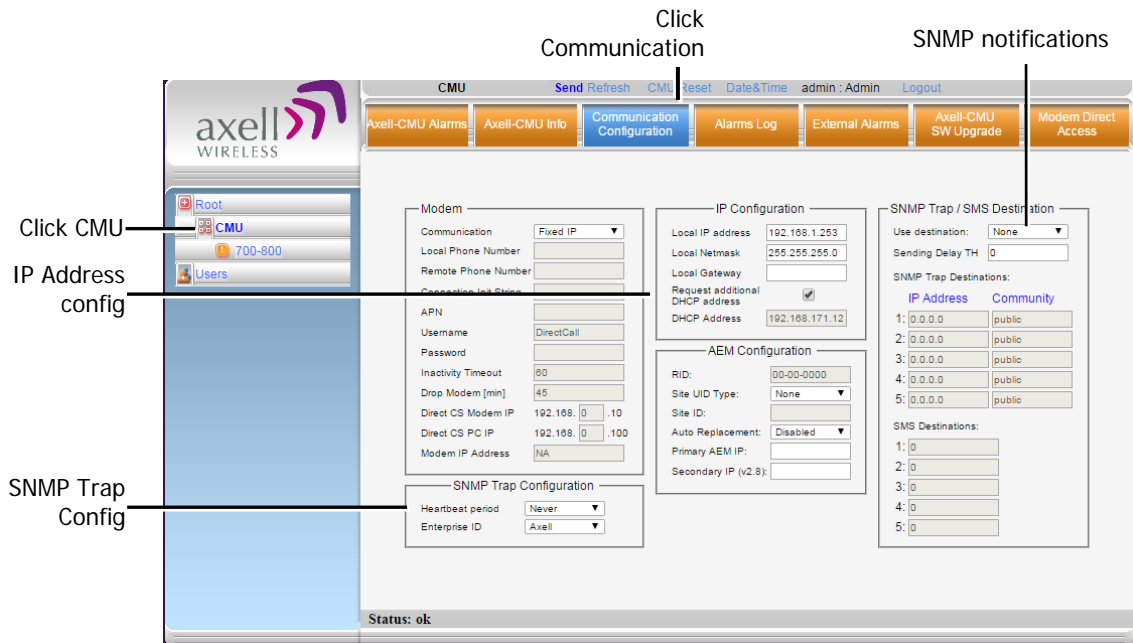 Click
Communication
SNMP notifications
CMU Send Refresh CMU Reset Date&Time admin : Admin Logout
axell
WIRELESS
Axell-CMU Alarms
Axell-CMU Info
Communication
Configuration
Alarms Log
External Alarms
Axell-CMU
SW Upgrade
Modem Direct
Access
Click CMU
IP Address
config
SNMP Trap
Config
Root
CMU
700-800
Users
Modem
Communication Fixed IP
Local Phone Number
Remote Phone Number
Connection Init String
APN
Username DirectCall
Password
Inactivity Timeout 60
Drop Modem [min] 45
Direct CS Modem IP 192.168. 0 .10
Direct CS PC IP 192.168. 0 .100
Modem IP Address NA
SNMP Trap Configuration
Heartbeat period Never
Enterprise ID Axell
IP Configuration
Local IP address 192.168.1.253
Local Netmask 255.255.255.0
Local Gateway
Request additional
DHCP address
DHCP Address 192.168.171.12
AEM Configuration
RID: 00-00-0000
Site UID Type: None
Site ID:
Auto Replacement: Disabled
Primary AEM IP:
Secondary IP (v2.8):
SNMP Trap / SMS Destination
Use destination: None
Sending Delay TH 0
SNMP Trap Destinations:
IP Address Community
1: 0.0.0.0 public
2: 0.0.0.0 public
3: 0.0.0.0 public
4: 0.0.0.0 public
5: 0.0.0.0 public
SMS Destinations:
1: 0
2: 0
3: 0
4: 0
5: 0
Status: ok